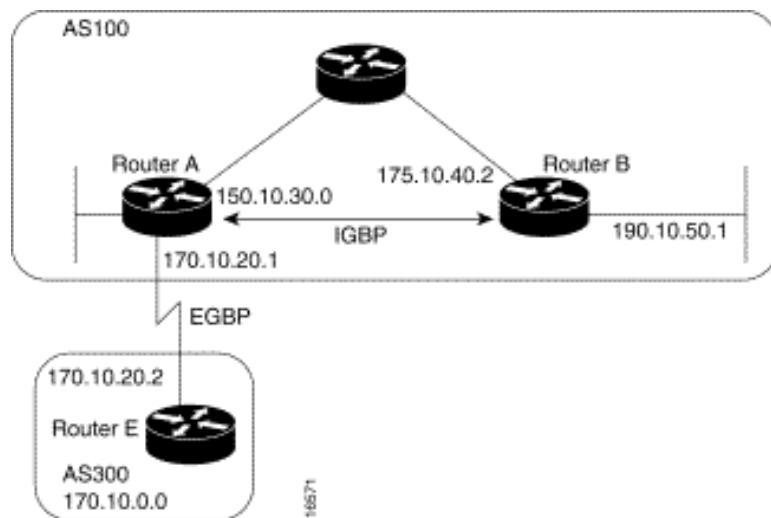 AS100
Router A
Router B
175.10.40.2
150.10.30.0
IGBP
190.10.50.1
170.10.20.1
EGBP
170.10.20.2
Router E
AS300
170.10.0.0
16571